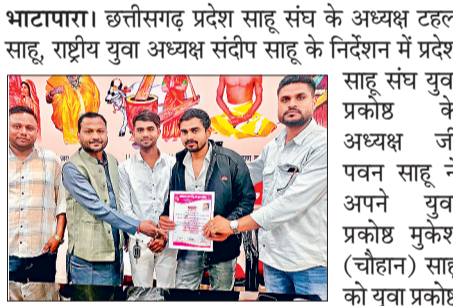 भाटापारा। छत्तीसगढ़ प्रदेश साहू संघ के अध्यक्ष टहल
साहू, राष्ट्रीय युवा अध्यक्ष संदीप साहू के निर्देशन में प्रदेश
साहू संघ युव
प्रकोष्ठ के
अध्यक्ष जी
पवन साहू ने
अपने युव
प्रकोष्ठ मुकेश
(चौहान) साहू
को युवा प्रकोष्ठ